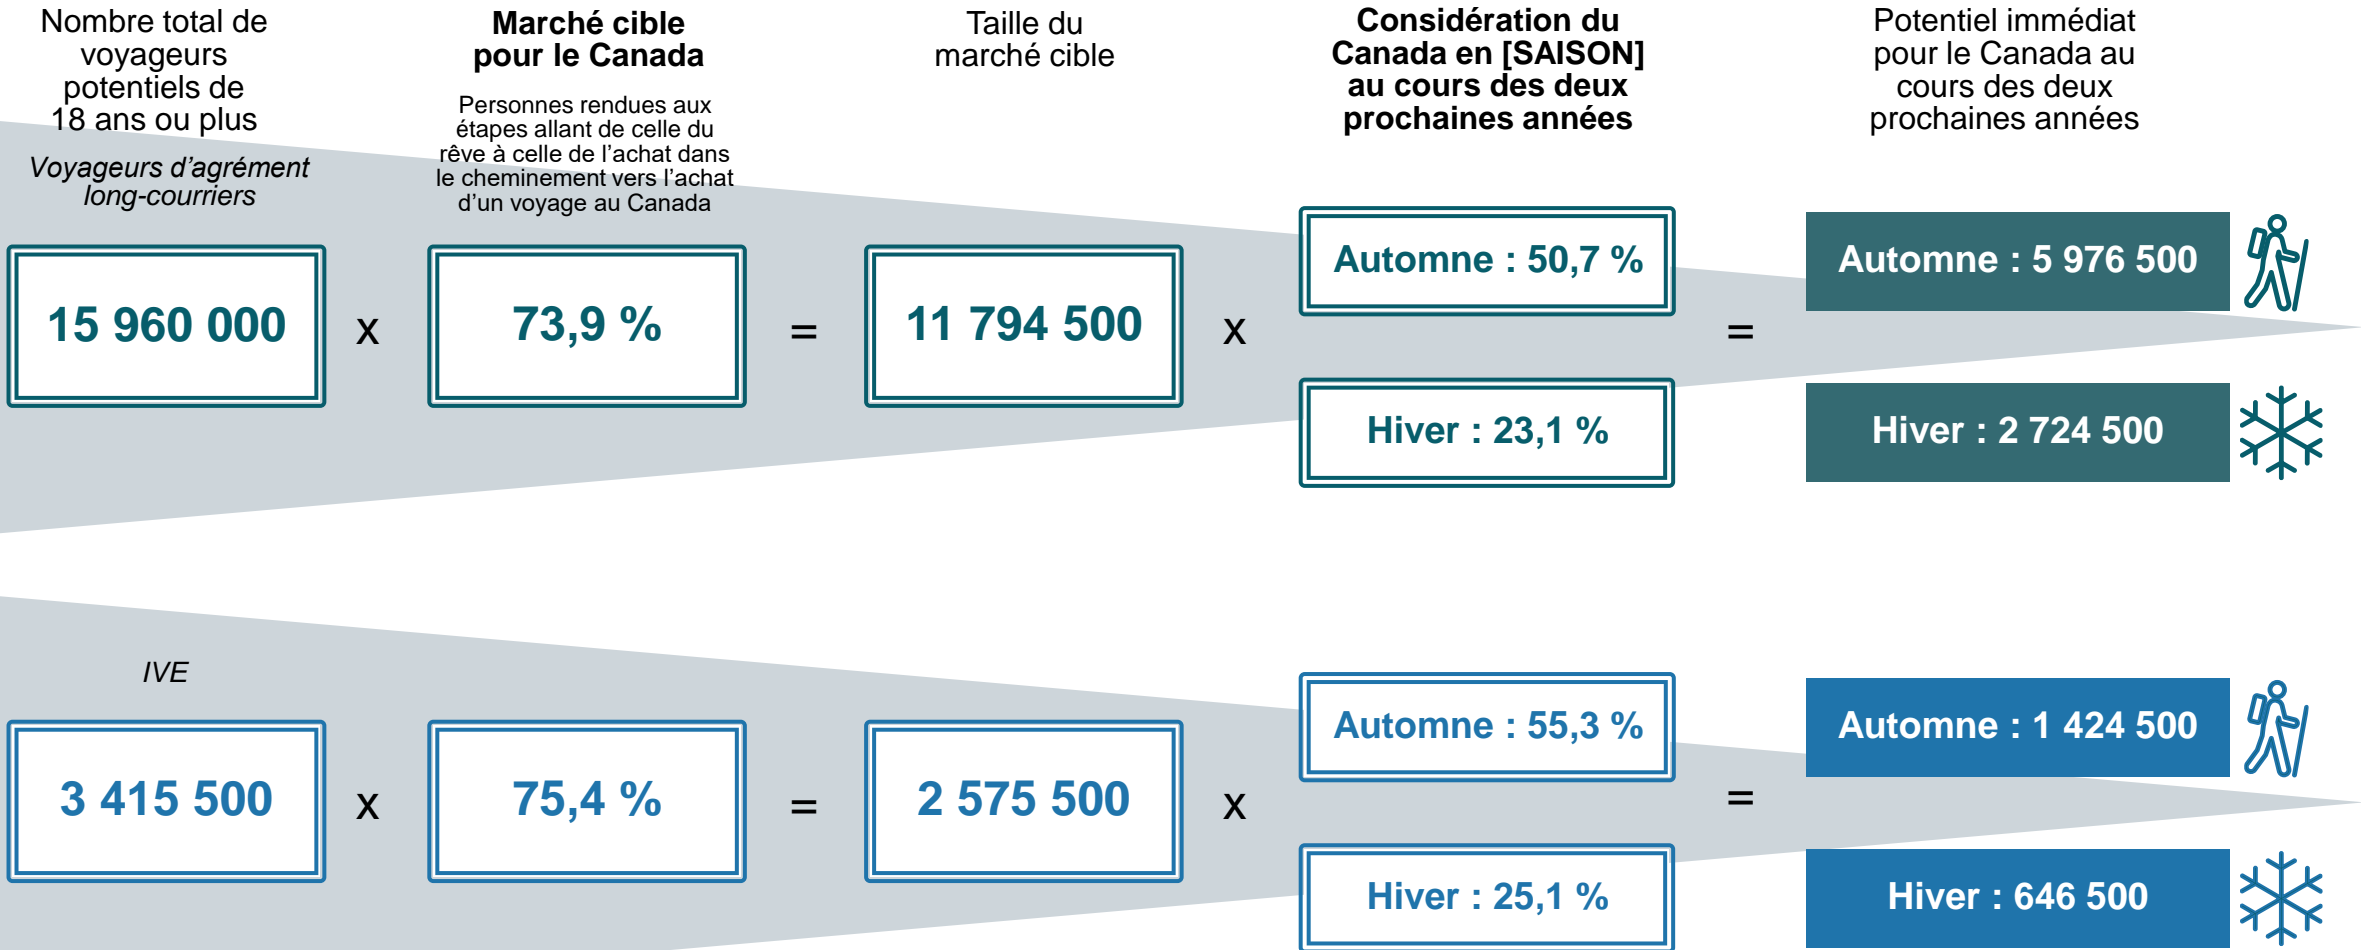 Nombre total de
voyageurs
potentiels de
18 ans ou plus
Voyageurs d'agrément
long-courriers
Marché cible
pour le Canada
Personnes rendues aux
étapes allant de celle du
rêve à celle de l'achat dans
le cheminement vers l'achat
d'un voyage au Canada
Taille du
marché cible
Considération du
Canada en [SAISON]
au cours des deux
prochaines années
Potentiel immédiat
pour le Canada au
cours des deux
prochaines années
15 960 000
x
73,9 %
=
11 794 500
x
Automne : 50,7 %
Hiver : 23,1 %
=
Automne : 5 976 500
Hiver : 2 724 500
IVE
3 415 500
x
75,4 %
=
2 575 500
x
Automne : 55,3 %
Hiver : 25,1 %
=
Automne : 1 424 500
Hiver : 646 500